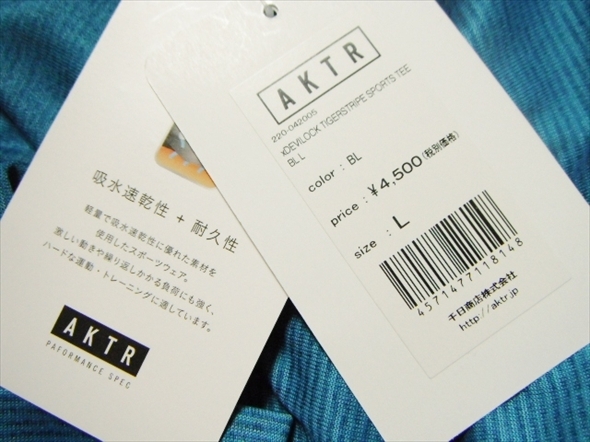 吸水速乾性 + 耐久性
軽量で吸水速乾性に優れた素材を
使用したスポーツウェア。
激しい動きや繰り返しかかる負荷にも強く、
ハードな運動・トレーニングに適しています。
AKTR
PAFORMANCE SPEC
AKTR
220-042005
xDEVILOCK TIGERSTRIPE SPORTS TEE
BL L
color : BL
price : ¥4,500(税別価格)
size : L
4571477118148
千日商店株式会社
http://aktr.jp